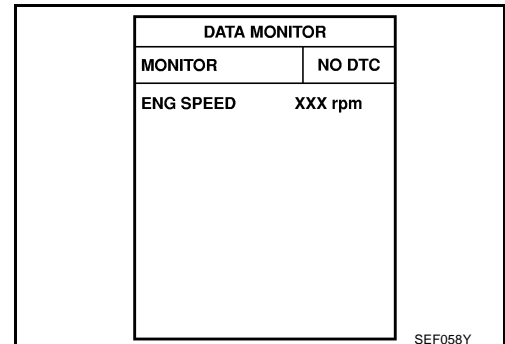 DATA MONITOR
MONITOR NO DTC
ENG SPEED XXX rpm
SEF058Y